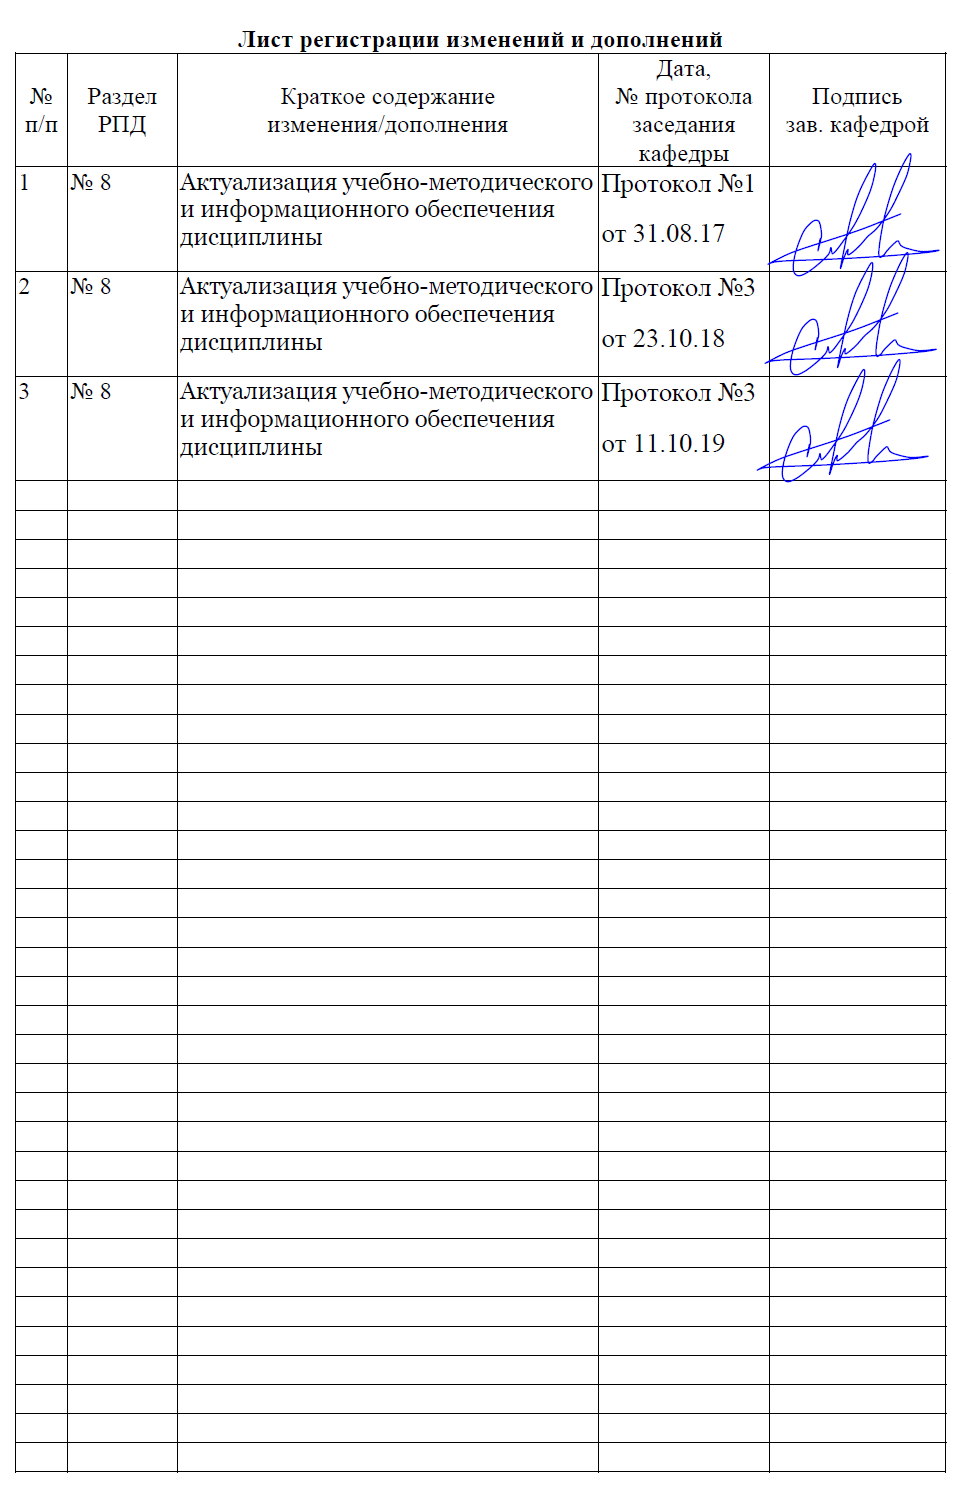 Лист регистрации изменений и дополнений
№
п/п
Раздел
РПД
Краткое содержание
изменения/дополнения
Дата,
№ протокола
заседания
кафедры
Подпись
зав. кафедрой
1
№ 8
Актуализация учебно-методического
и информационного обеспечения
дисциплины
Протокол №1
от 31.08.17
2
№ 8
Актуализация учебно-методического
и информационного обеспечения
дисциплины
Протокол №3
от 23.10.18
3
№ 8
Актуализация учебно-методического
и информационного обеспечения
дисциплины
Протокол №3
от 11.10.19